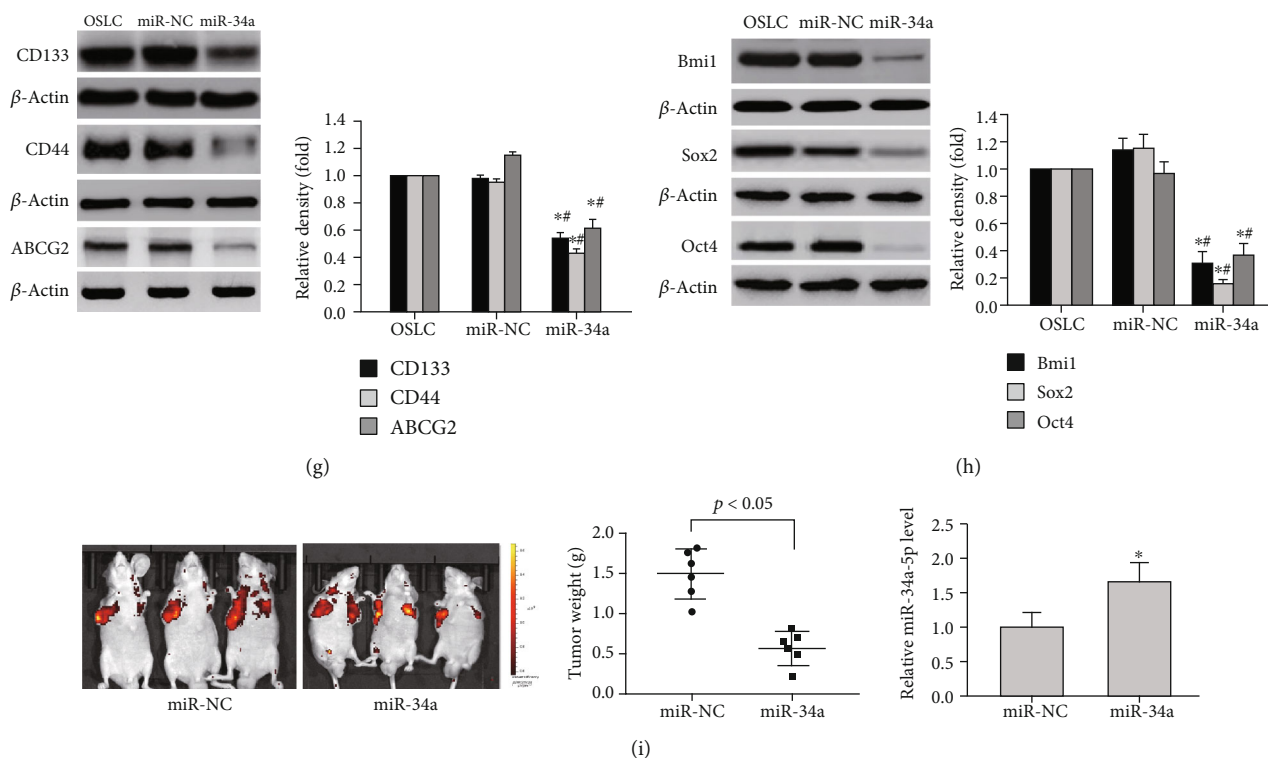 OSLC miR-NC miR-34a
CD133
β-Actin
CD44
β-Actin
ABCG2
β-Actin
Relative density (fold)
1.4
1.2
1.0
0.8
0.6
0.4
0.2
0.0
*#
*#
*#
OSLC miR-NC miR-34a
CD133
CD44
ABCG2
(g)
OSLC miR-NC miR-34a
Bmi1
β-Actin
Sox2
β-Actin
Oct4
β-Actin
Relative density (fold)
1.4
1.2
1.0
0.8
0.6
0.4
0.2
0.0
*#
*#
*#
OSLC miR-NC miR-34a
Bmi1
Sox2
Oct4
(h)
miR-NC miR-34a
Tumor weight (g)
2.0
1.5
1.0
0.5
0.0
p < 0.05
miR-NC miR-34a
Relative miR-34a-5p level
2.5
2.0
1.5
1.0
0.5
0.0
*
miR-NC miR-34a
(i)